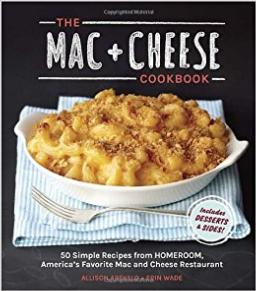 THE
MAC + CHEESE
COOKBOOK
Includes
DESSERTS
& SIDES!
50 Simple Recipes from HOMEROOM,
America's Favorite Mac and Cheese Restaurant
ALLISON AREVALO + ERIN WADE